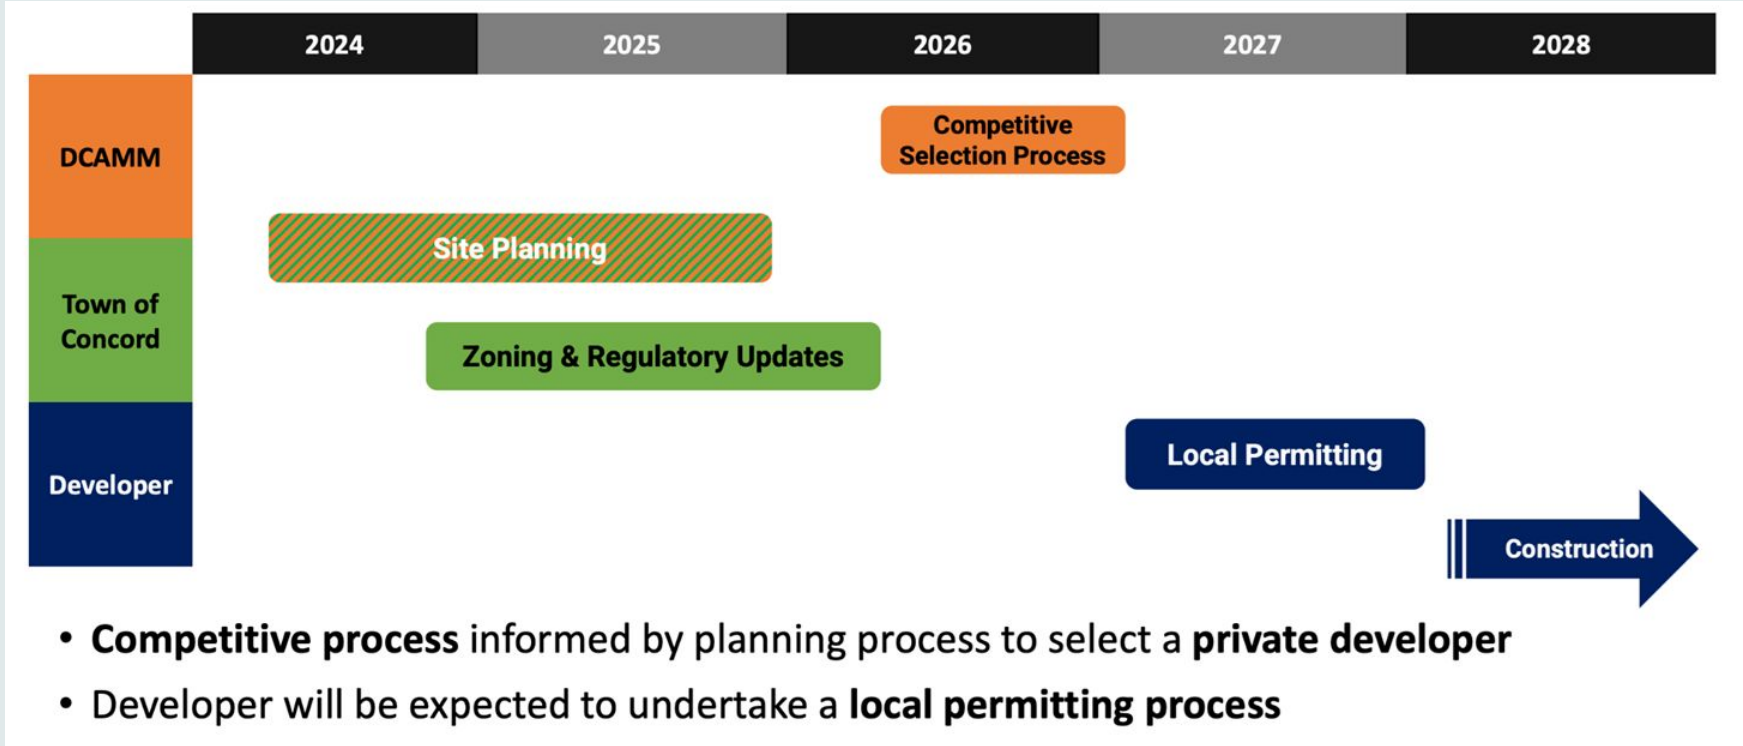 2024 2025 2026 2027 2028
DCAMM
Competitive
Selection Process
Site Planning
Town of
Concord
Zoning & Regulatory Updates
Developer
Local Permitting
Construction
• Competitive process informed by planning process to select a private developer
• Developer will be expected to undertake a local permitting process